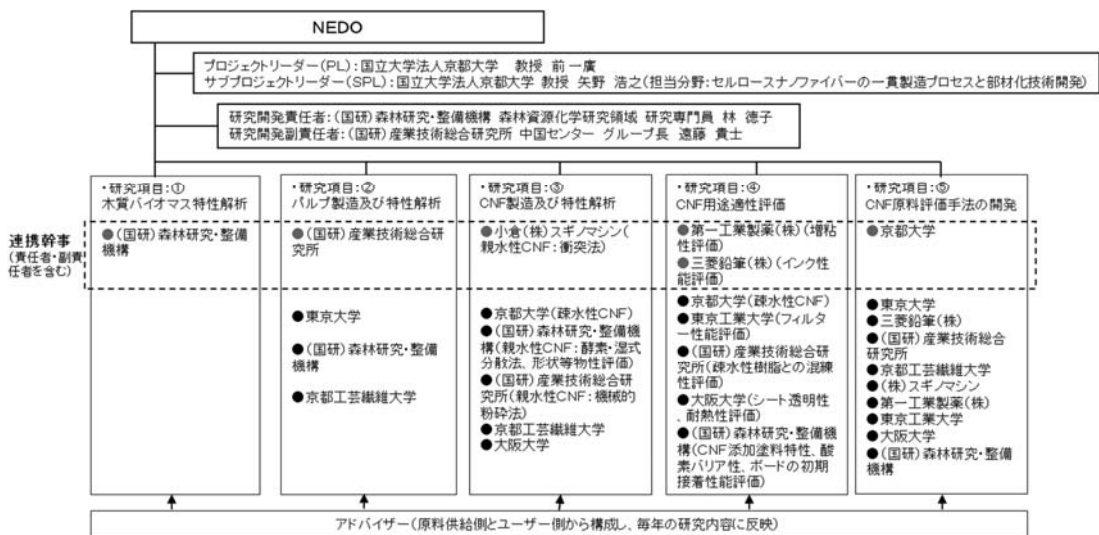 NEDO
プロジェクトリーダー(PL):国立大学法人京都大学　教授 前一廣
サブプロジェクトリーダー(SPL):国立大学法人京都大学 教授 矢野 浩之(担当分野:セルロースナノファイバーの一貫製造プロセスと部材化技術開発)
研究開発責任者:(国研)森林研究・整備機構 森林資源化学研究領域 研究専門員 林 徳子
研究開発副責任者:(国研)産業技術総合研究所 中国センター グループ長 遠藤 貴士
連携幹事
(責任者・副責
任者を含む)
・研究項目:①
木質バイオマス特性解析
●(国研)森林研究・整備
機構
・研究項目:②
パルプ製造及び特性解析
●(国研)産業技術総合研
究所
●東京大学
●(国研)森林研究・整備
機構
●京都工芸繊維大学
・研究項目:③
CNF製造及び特性解析
●小倉(株)スギノマシン(
親水性CNF:衝突法)
●京都大学(疎水性CNF)
●(国研)森林研究・整備機
構(親水性CNF:酵素・湿式
分散法、形状等物性評価)
●(国研)産業技術総合研
究所(親水性CNF:機械的
粉砕法)
●京都工芸繊維大学
●大阪大学
・研究項目:④
CNF用途適性評価
●第一工業製薬(株)(増粘
性評価)
●三菱鉛筆(株)(インク性
能評価)
●京都大学(疎水性CNF)
●東京工業大学(フィルター
性能評価)
●(国研)産業技術総合研
究所(疎水性樹脂との混練
性評価)
●大阪大学(シート透明性
、耐熱性評価)
●(国研)森林研究・整備機
構(CNF添加塗料特性、酸
素バリア性、ボードの初期
接着性能評価)
・研究項目:⑤
CNF原料評価手法の開発
●京都大学
●東京大学
●三菱鉛筆(株)
●(国研)産業技術総合
研究所
●京都工芸繊維大学
●(株)スギノマシン
●第一工業製薬(株)
●東京工業大学
●大阪大学
●(国研)森林研究・整備
機構
アドバイザー(原料供給側とユーザー側から構成し、毎年の研究内容に反映)